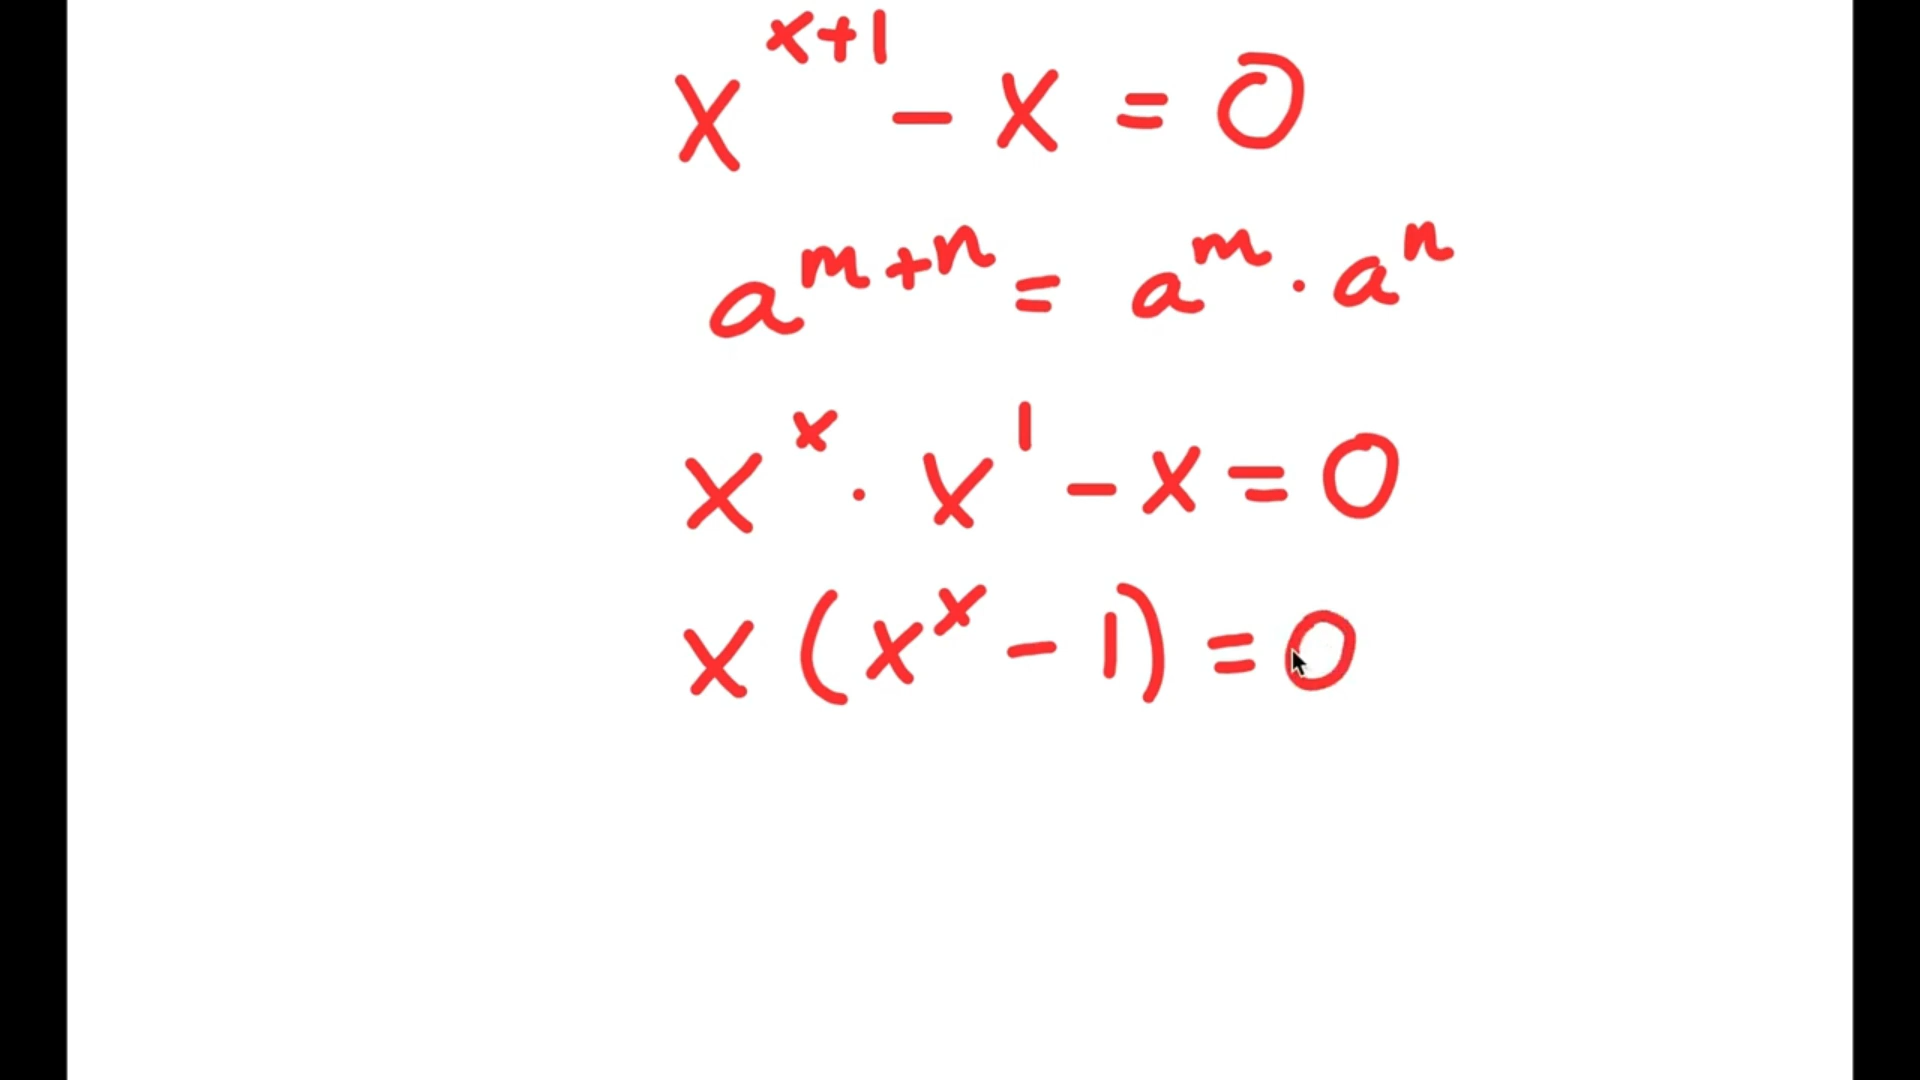 x^{x+1} - x = 0
a^{m+n} = a^m · a^n
x^x · x^1 - x = 0
x (x^x - 1) = 0